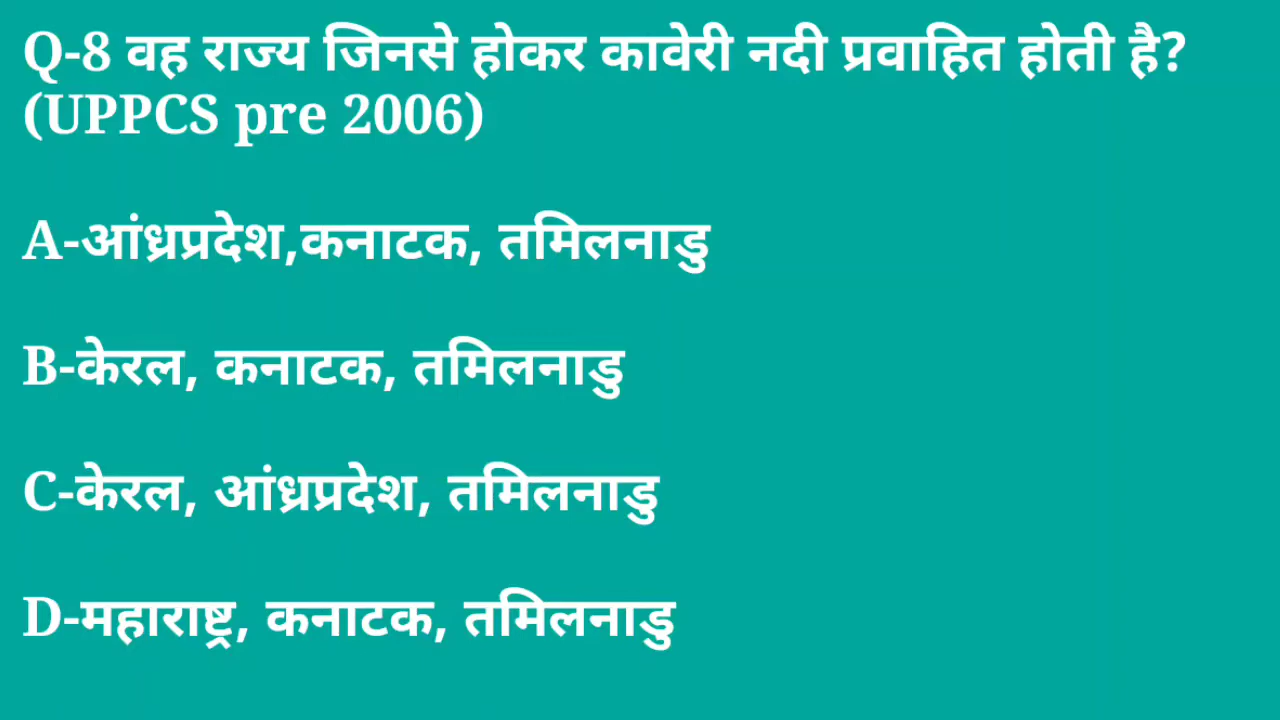 Q-8 वह राज्य जिनसे होकर कावेरी नदी प्रवाहित होती है?
(UPPCS pre 2006)
A-आंध्रप्रदेश,कनाटक, तमिलनाडु
B-केरल, कनाटक, तमिलनाडु
C-केरल, आंध्रप्रदेश, तमिलनाडु
D-महाराष्ट्र, कनाटक, तमिलनाडु